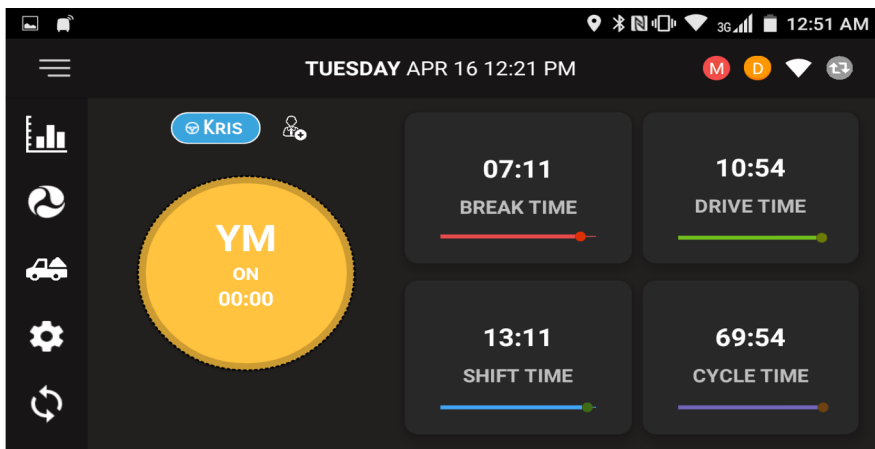 3G 12:51 AM
TUESDAY APR 16 12:21 PM
M D
KRIS
YM
ON
00:00
07:11
BREAK TIME
10:54
DRIVE TIME
13:11
SHIFT TIME
69:54
CYCLE TIME